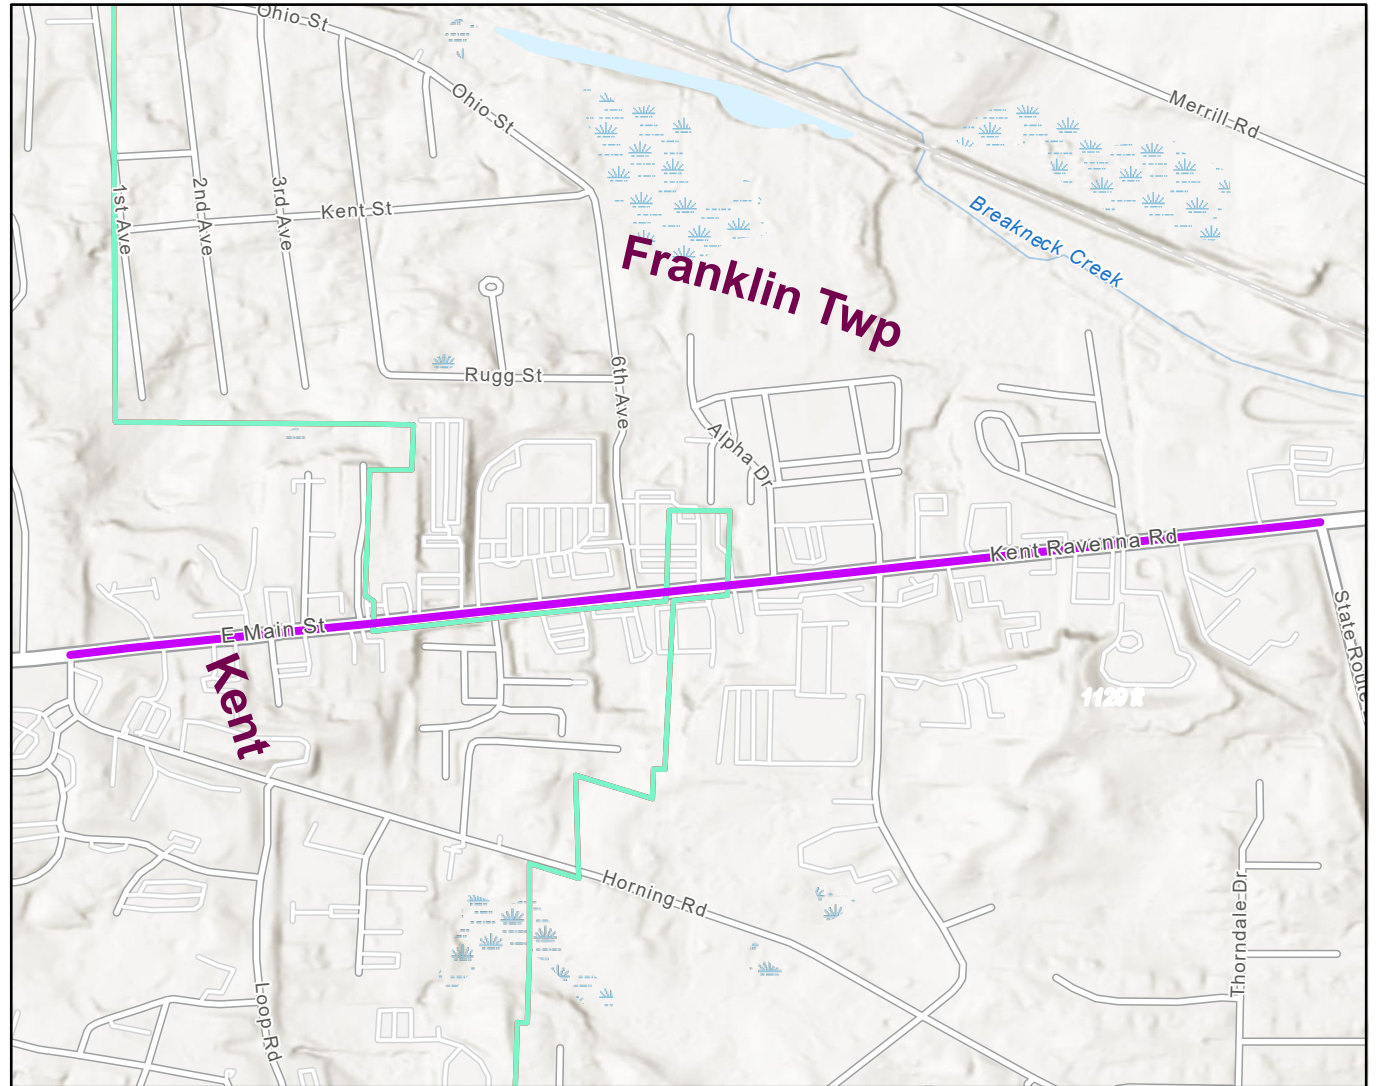 Ohio St
Ohio St
Merrill Rd
1st Ave
2nd Ave
3rd Ave
Kent St
Breakneck Creek
Franklin Twp
Rugg St
6th Ave
Alpha Dr
Kent Ravenna Rd
E Main St
State Route
Kent
1129 ft
Horning Rd
Thorndale Dr
Loop Rd